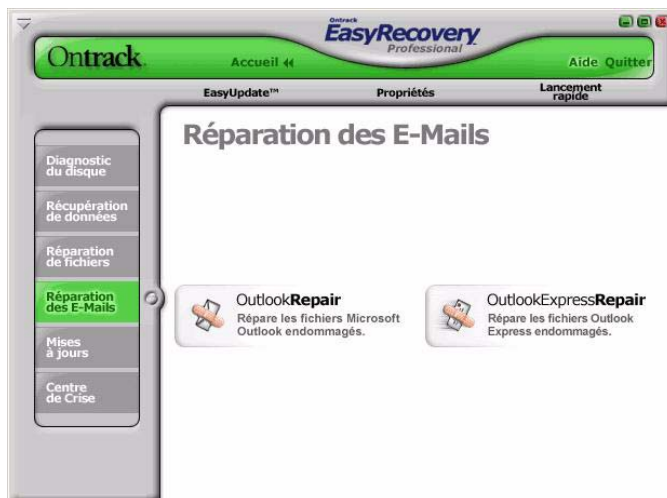 Ontrack
EasyRecovery
Professional
Ontrack.
Accueil
Aide Quitter
EasyUpdate™
Propriétés
Lancement
rapide
Réparation des E-Mails
Diagnostic
du disque
Récupération
de données
Réparation
de fichiers
Réparation
des E-Mails
Mises
à jours
Centre
de Crise
OutlookRepair
Répare les fichiers Microsoft
Outlook endommagés.
OutlookExpressRepair
Répare les fichiers Outlook
Express endommagés.